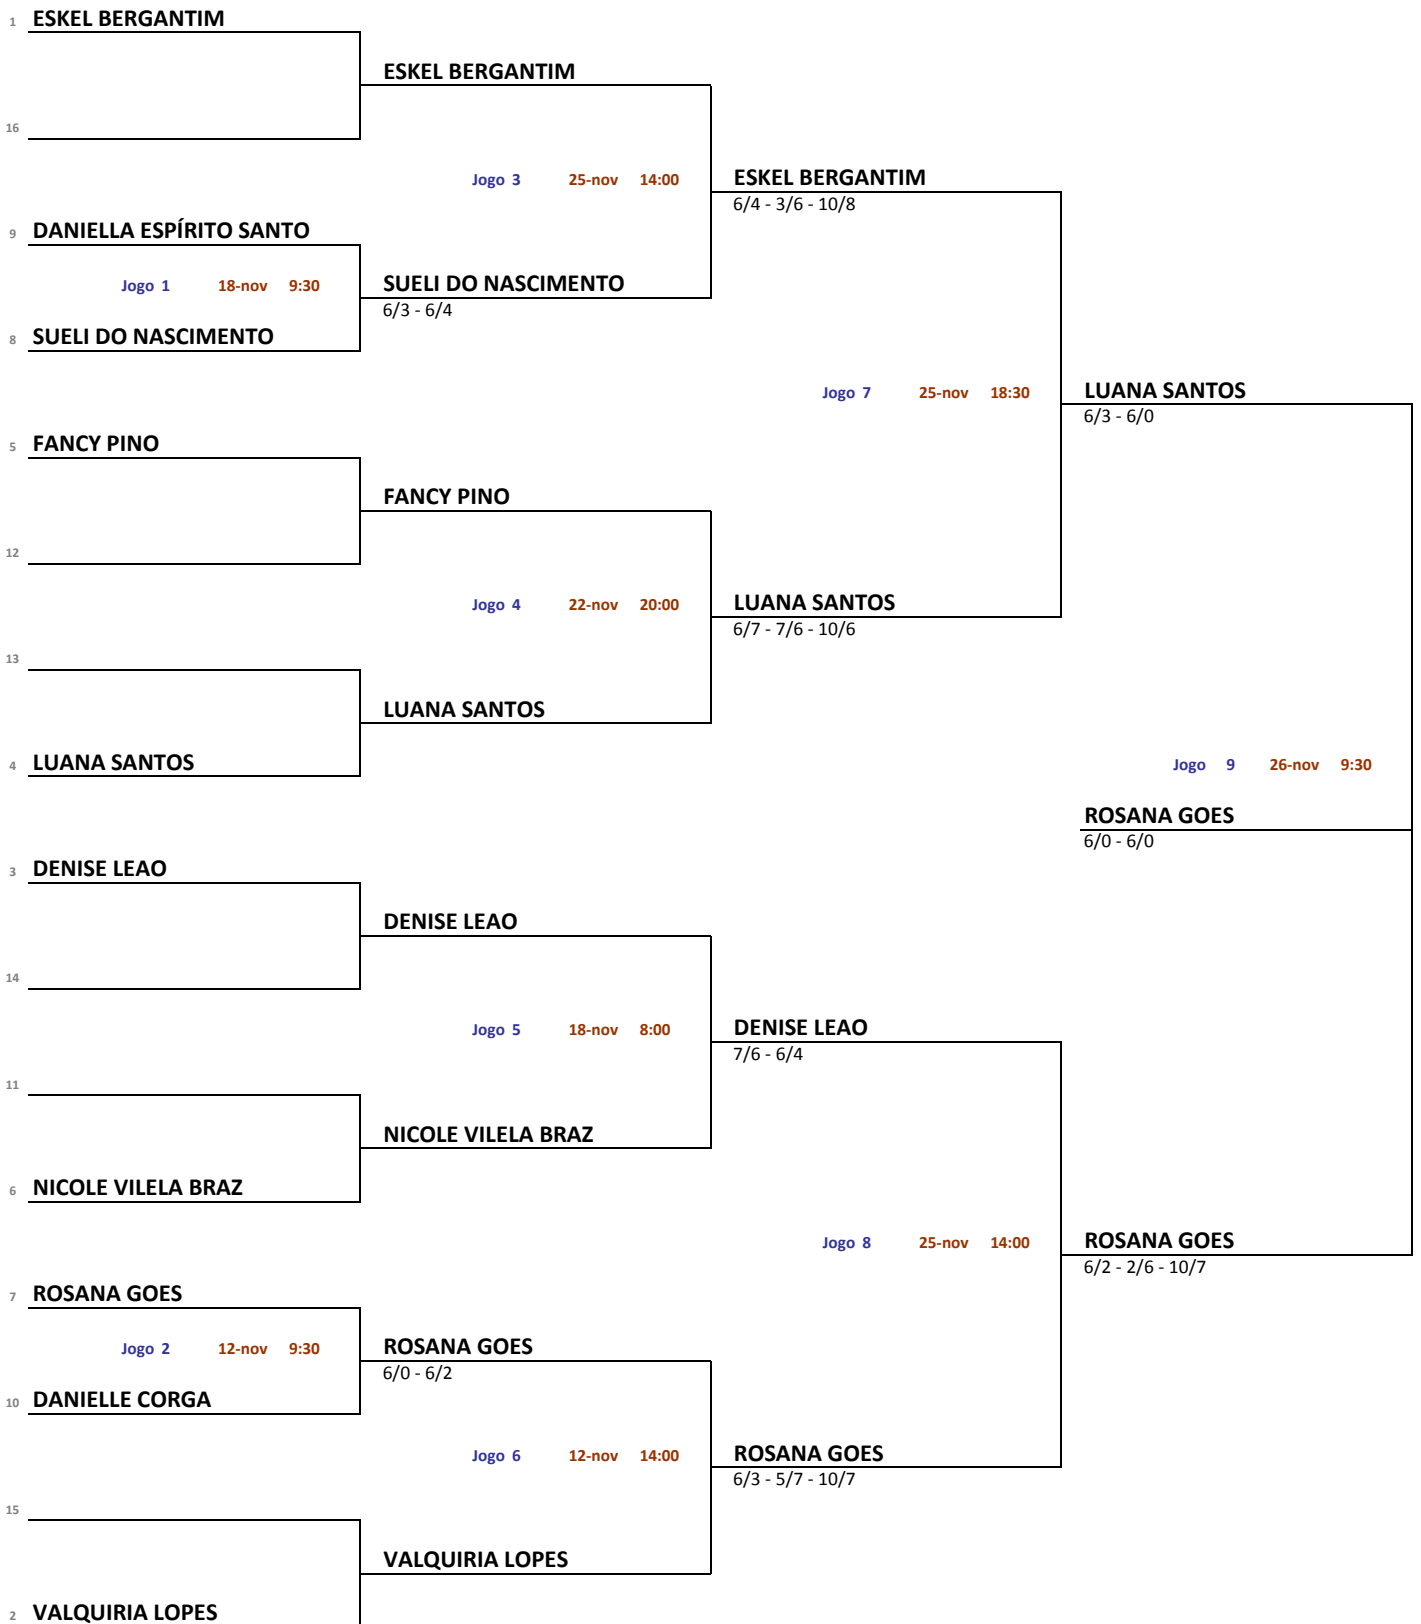 1 ESKEL BERGANTIM
ESKEL BERGANTIM
16
Jogo 3 25-nov 14:00
ESKEL BERGANTIM
6/4 - 3/6 - 10/8
9 DANIELLA ESPÍRITO SANTO
Jogo 1 18-nov 9:30
SUELI DO NASCIMENTO
6/3 - 6/4
8 SUELI DO NASCIMENTO
Jogo 7 25-nov 18:30
LUANA SANTOS
6/3 - 6/0
5 FANCY PINO
FANCY PINO
12
Jogo 4 22-nov 20:00
LUANA SANTOS
6/7 - 7/6 - 10/6
13
LUANA SANTOS
4 LUANA SANTOS
Jogo 9 26-nov 9:30
ROSANA GOES
6/0 - 6/0
3 DENISE LEAO
DENISE LEAO
14
Jogo 5 18-nov 8:00
DENISE LEAO
7/6 - 6/4
11
NICOLE VILELA BRAZ
6 NICOLE VILELA BRAZ
Jogo 8 25-nov 14:00
ROSANA GOES
6/2 - 2/6 - 10/7
7 ROSANA GOES
Jogo 2 12-nov 9:30
ROSANA GOES
6/0 - 6/2
10 DANIELLE CORGA
Jogo 6 12-nov 14:00
ROSANA GOES
6/3 - 5/7 - 10/7
15
VALQUIRIA LOPES
2 VALQUIRIA LOPES